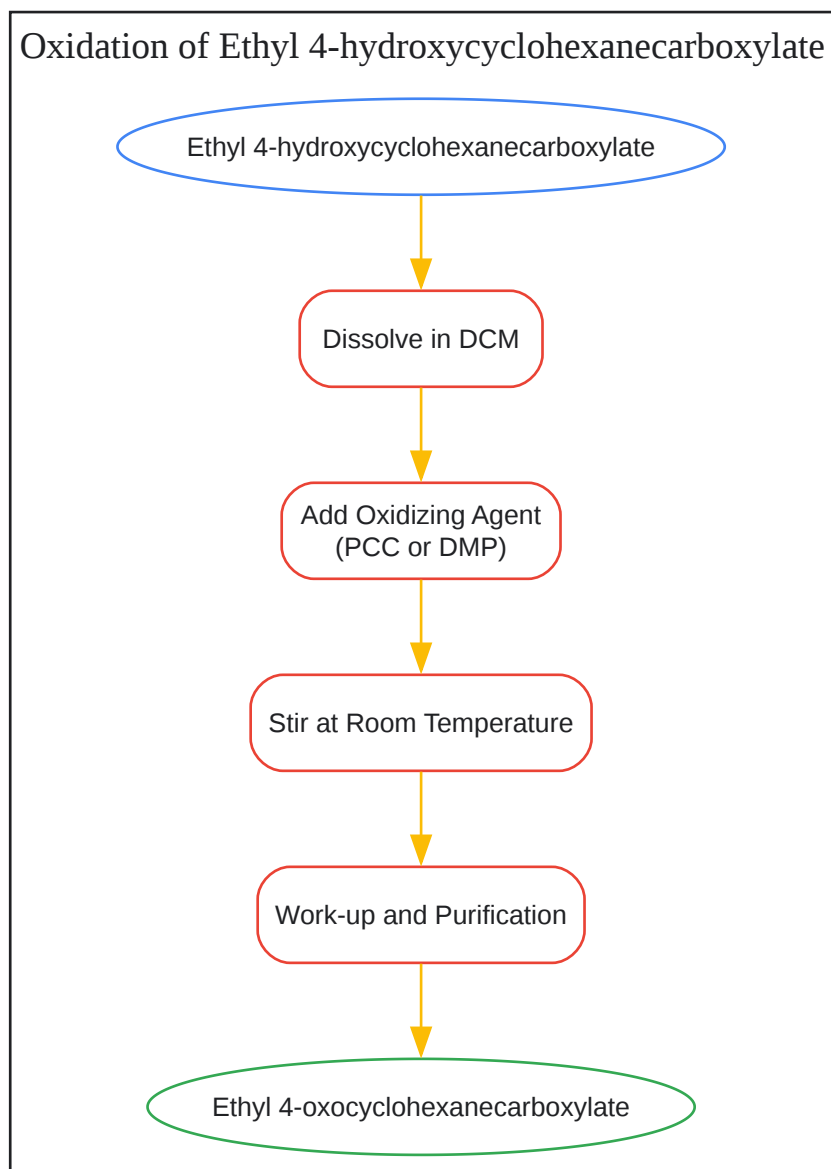 Oxidation of Ethyl 4-hydroxycyclohexanecarboxylate
Ethyl 4-hydroxycyclohexanecarboxylate
Dissolve in DCM
Add Oxidizing Agent
(PCC or DMP)
Stir at Room Temperature
Work-up and Purification
Ethyl 4-oxocyclohexanecarboxylate